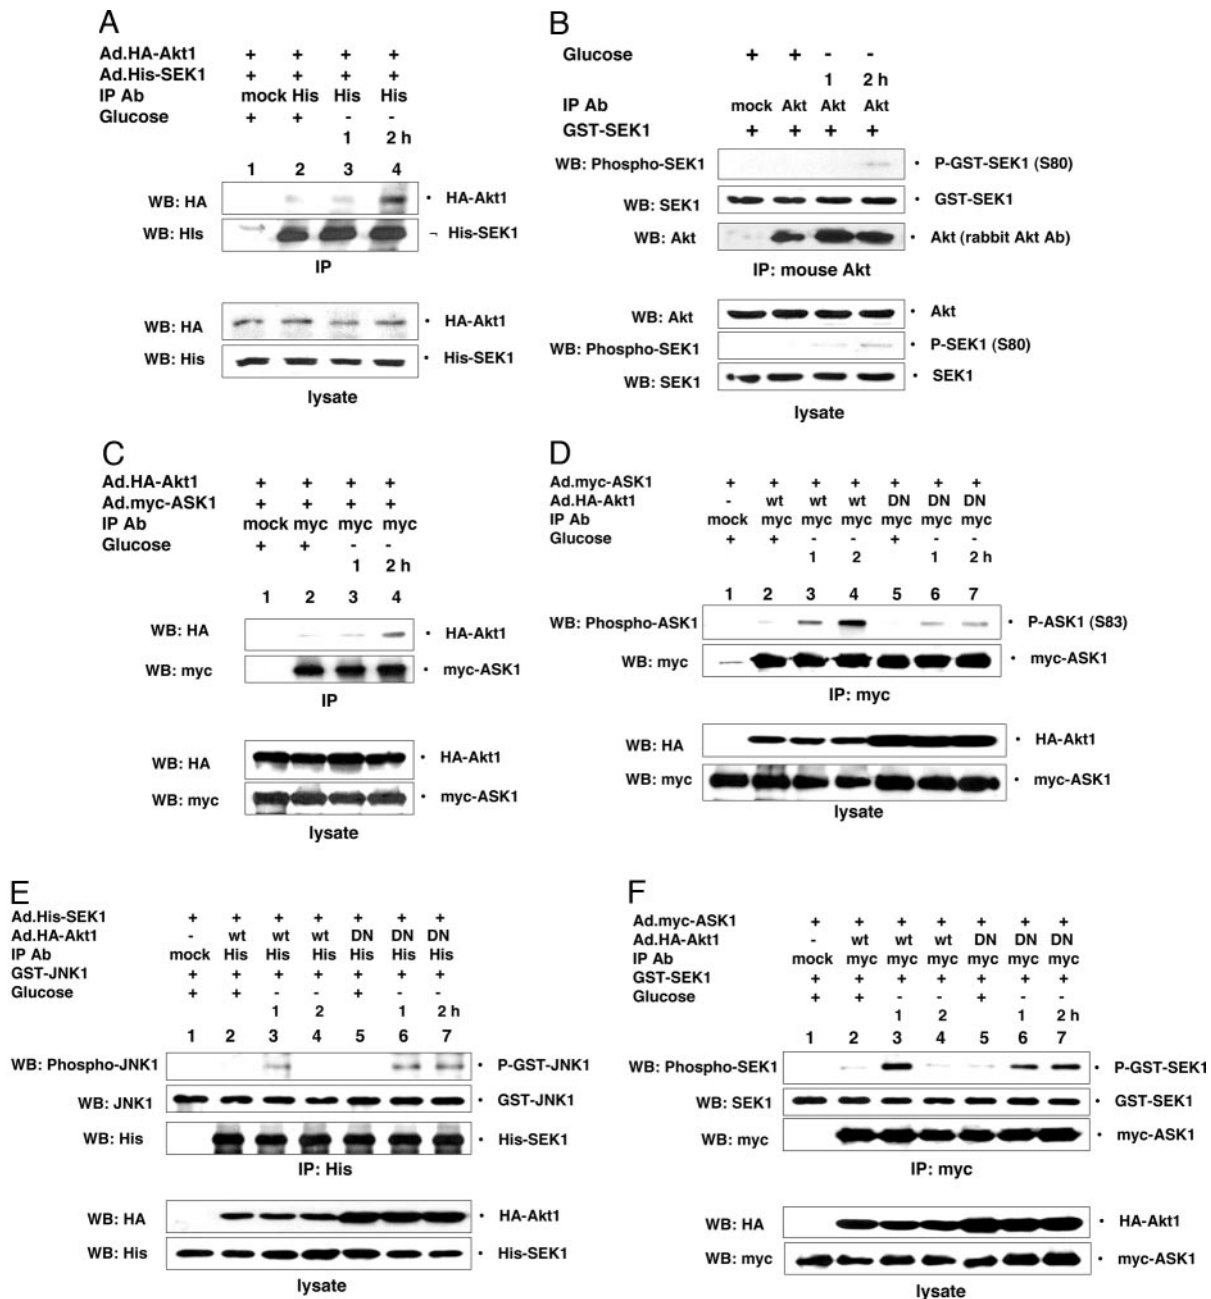 A
Ad.HA-Akt1 + + + +
Ad.His-SEK1 + + + +
IP Ab mock His His His
Glucose + + - -
1 2 h
1 2 3 4
WB: HA • HA-Akt1
WB: HIs ¬ His-SEK1
IP
WB: HA • HA-Akt1
WB: His • His-SEK1
lysate
B
Glucose + + - -
1 2 h
IP Ab mock Akt Akt Akt
GST-SEK1 + + + +
WB: Phospho-SEK1 • P-GST-SEK1 (S80)
WB: SEK1 • GST-SEK1
WB: Akt • Akt (rabbit Akt Ab)
IP: mouse Akt
WB: Akt • Akt
WB: Phospho-SEK1 • P-SEK1 (S80)
WB: SEK1 • SEK1
lysate
C
Ad.HA-Akt1 + + + +
Ad.myc-ASK1 + + + +
IP Ab mock myc myc myc
Glucose + + - -
1 2 h
1 2 3 4
WB: HA • HA-Akt1
WB: myc • myc-ASK1
IP
WB: HA • HA-Akt1
WB: myc • myc-ASK1
lysate
D
Ad.myc-ASK1 + + + + + + +
Ad.HA-Akt1 - wt wt wt DN DN DN
IP Ab mock myc myc myc myc myc myc
Glucose + + - - + - -
1 2 1 2 h
1 2 3 4 5 6 7
WB: Phospho-ASK1 • P-ASK1 (S83)
WB: myc • myc-ASK1
IP: myc
WB: HA • HA-Akt1
WB: myc • myc-ASK1
lysate
E
Ad.His-SEK1 + + + + + + +
Ad.HA-Akt1 - wt wt wt DN DN DN
IP Ab mock His His His His His His
GST-JNK1 + + + + + + +
Glucose + + - - + - -
1 2 1 2 h
1 2 3 4 5 6 7
WB: Phospho-JNK1 • P-GST-JNK1
WB: JNK1 • GST-JNK1
WB: His • His-SEK1
IP: His
WB: HA • HA-Akt1
WB: His • His-SEK1
lysate
F
Ad.myc-ASK1 + + + + + + +
Ad.HA-Akt1 - wt wt wt DN DN DN
IP Ab mock myc myc myc myc myc myc
GST-SEK1 + + + + + + +
Glucose + + - - + - -
1 2 1 2 h
1 2 3 4 5 6 7
WB: Phospho-SEK1 • P-GST-SEK1
WB: SEK1 • GST-SEK1
WB: myc • myc-ASK1
IP: myc
WB: HA • HA-Akt1
WB: myc • myc-ASK1
lysate